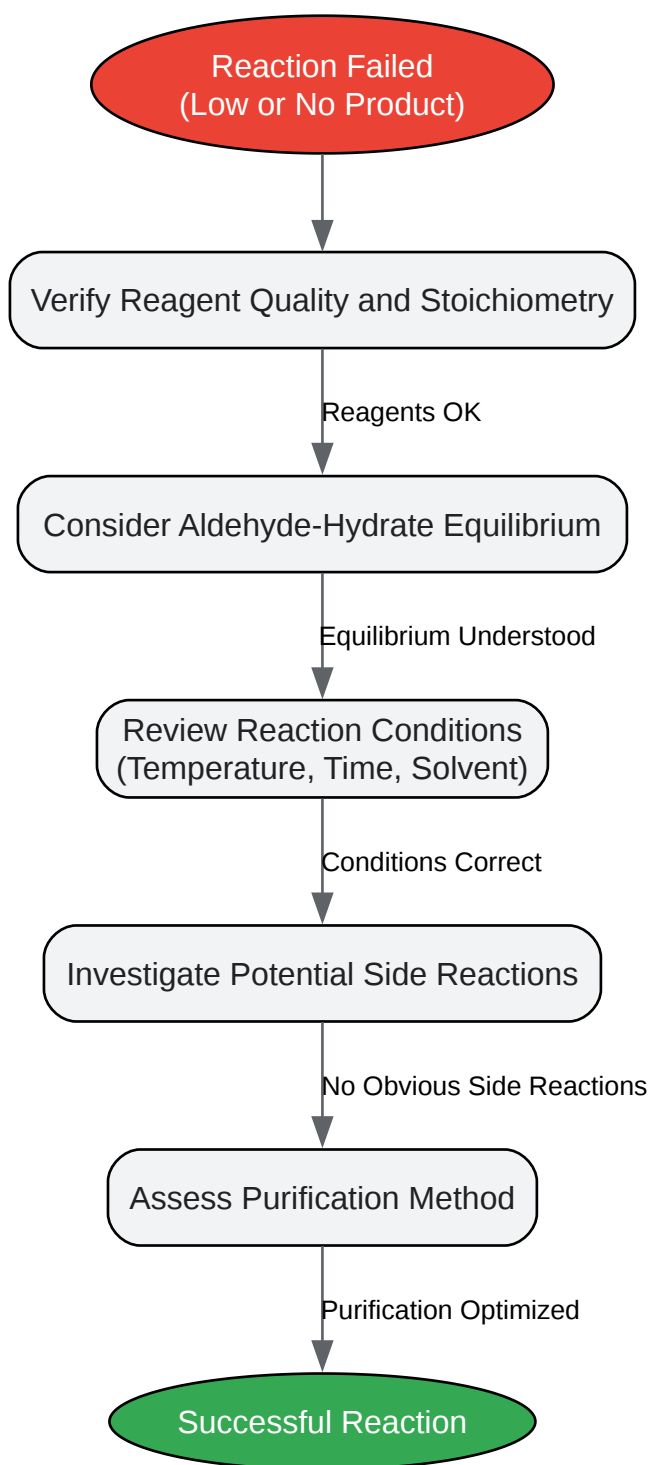 Reaction Failed
(Low or No Product)
Verify Reagent Quality and Stoichiometry
Reagents OK
Consider Aldehyde-Hydrate Equilibrium
Equilibrium Understood
Review Reaction Conditions
(Temperature, Time, Solvent)
Conditions Correct
Investigate Potential Side Reactions
No Obvious Side Reactions
Assess Purification Method
Purification Optimized
Successful Reaction